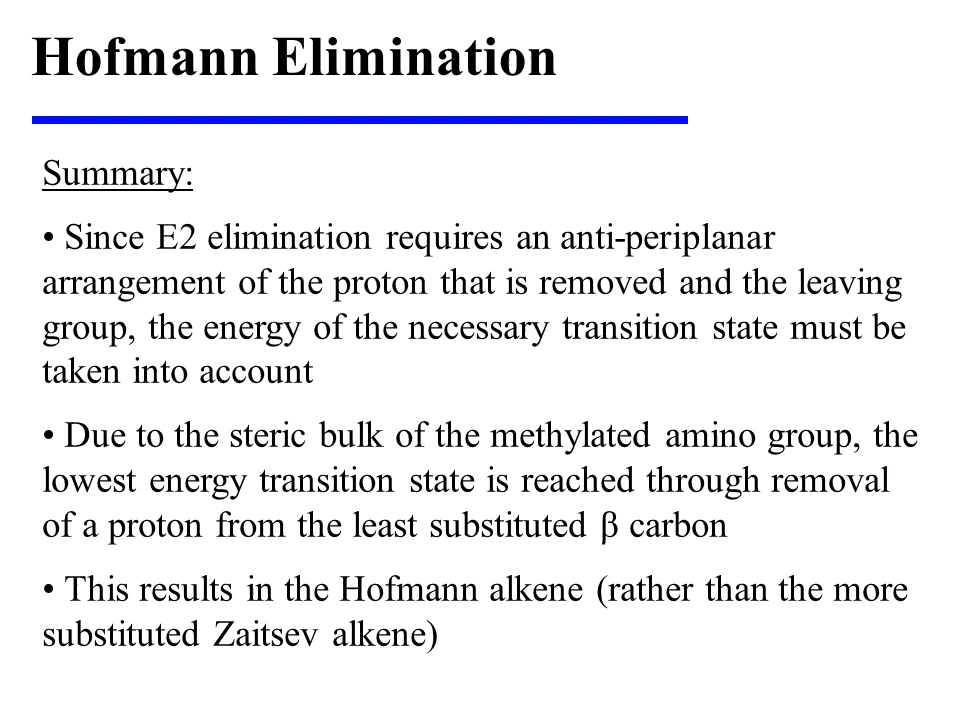 Hofmann Elimination
Summary:
• Since E2 elimination requires an anti-periplanar
arrangement of the proton that is removed and the leaving
group, the energy of the necessary transition state must be
taken into account
• Due to the steric bulk of the methylated amino group, the
lowest energy transition state is reached through removal
of a proton from the least substituted β carbon
• This results in the Hofmann alkene (rather than the more
substituted Zaitsev alkene)